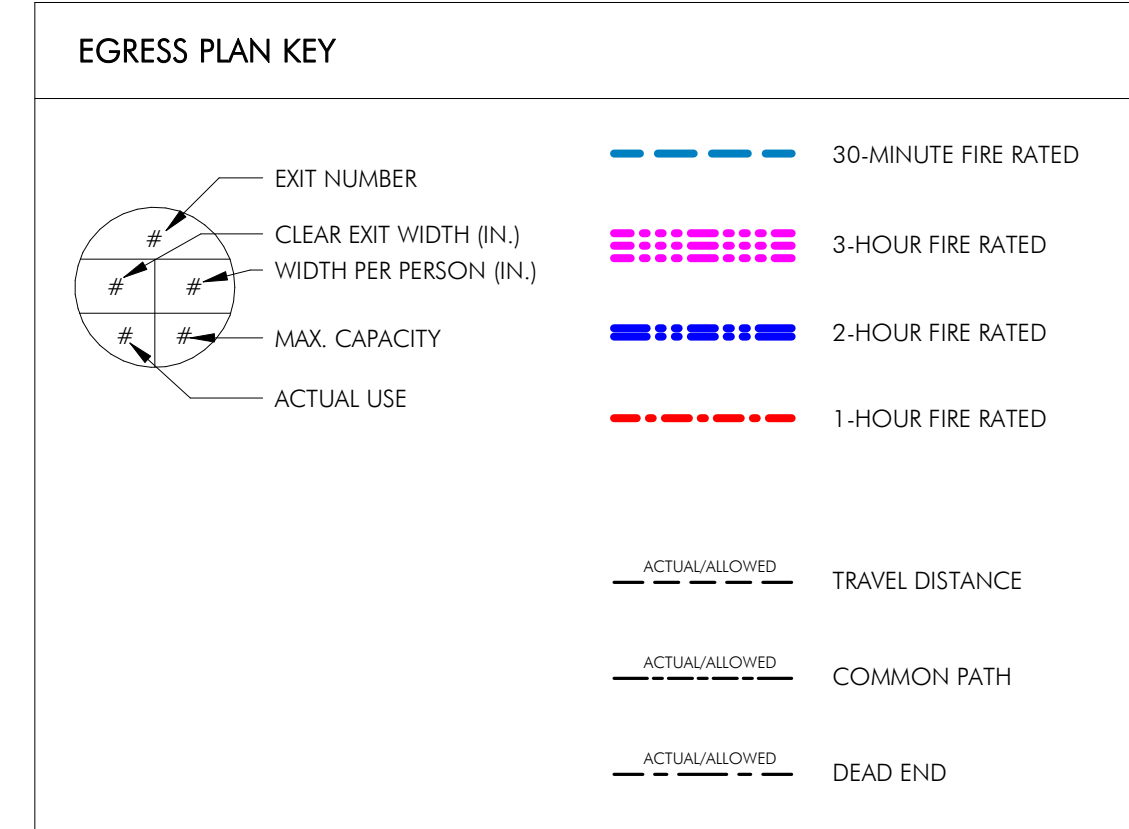 EGRESS PLAN KEY
#
#
#
#
#
EXIT NUMBER
CLEAR EXIT WIDTH (IN.)
WIDTH PER PERSON (IN.)
MAX. CAPACITY
ACTUAL USE
30-MINUTE FIRE RATED
3-HOUR FIRE RATED
2-HOUR FIRE RATED
1-HOUR FIRE RATED
ACTUAL/ALLOWED
TRAVEL DISTANCE
ACTUAL/ALLOWED
COMMON PATH
ACTUAL/ALLOWED
DEAD END